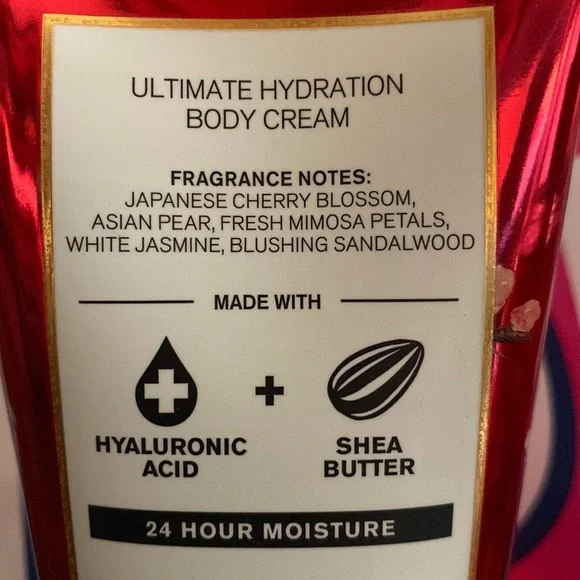 ULTIMATE HYDRATION
BODY CREAM
FRAGRANCE NOTES:
JAPANESE CHERRY BLOSSOM,
ASIAN PEAR, FRESH MIMOSA PETALS,
WHITE JASMINE, BLUSHING SANDALWOOD
MADE WITH
HYALURONIC
ACID
+
SHEA
BUTTER
24 HOUR MOISTURE